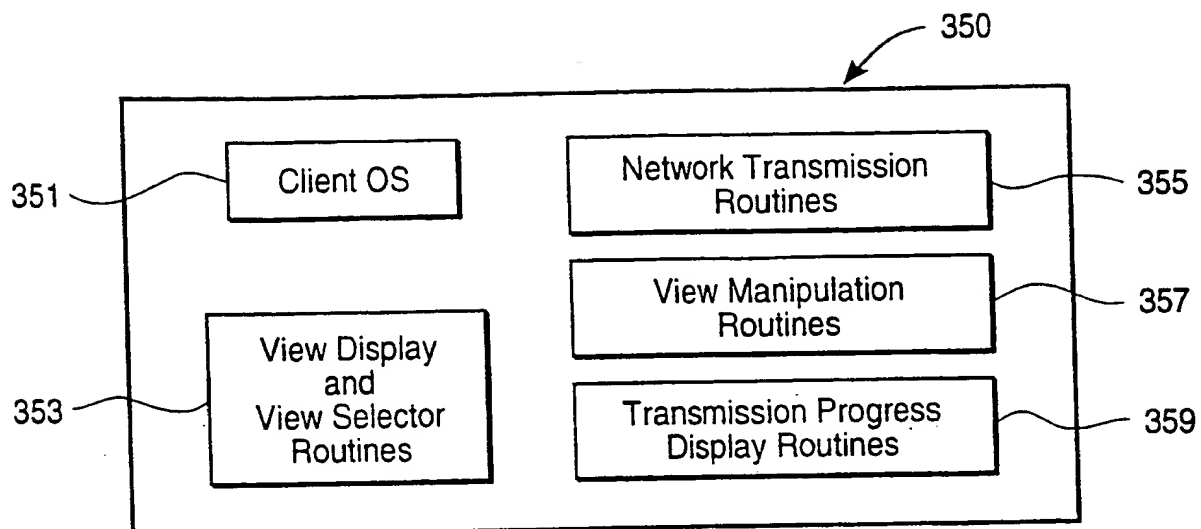 350
351
Client OS
Network Transmission
Routines
355
View Manipulation
Routines
357
353
View Display
and
View Selector
Routines
Transmission Progress
Display Routines
359